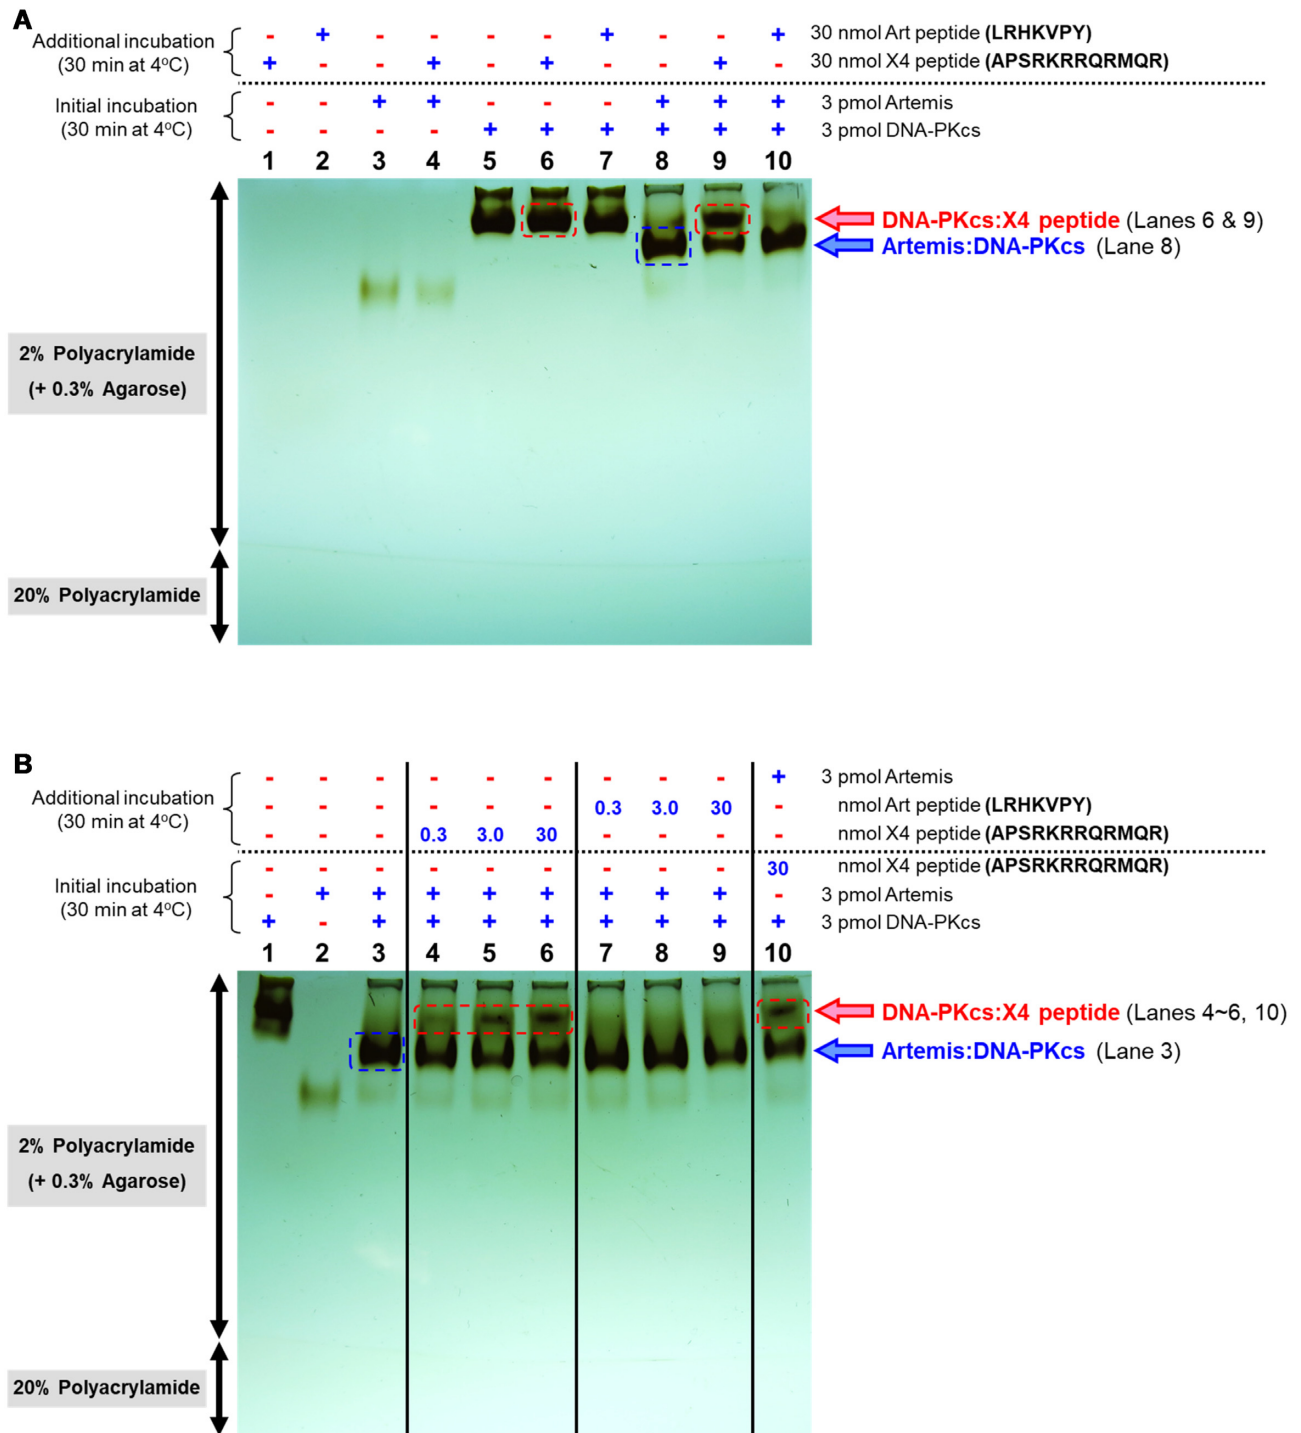 A
Additional incubation
(30 min at 4ºC)
- + - - - - + - - + 30 nmol Art peptide (LRHKVPY)
+ - - + - + - - + - 30 nmol X4 peptide (APSRKRRQRMQR)
Initial incubation
(30 min at 4ºC)
- - + + - - - + + + 3 pmol Artemis
- - - - + + + + + + 3 pmol DNA-PKcs
1 2 3 4 5 6 7 8 9 10
DNA-PKcs:X4 peptide (Lanes 6 & 9)
Artemis:DNA-PKcs (Lane 8)
2% Polyacrylamide
(+ 0.3% Agarose)
20% Polyacrylamide
B
Additional incubation
(30 min at 4ºC)
- - - - - - - - - + 3 pmol Artemis
- - - - - - 0.3 3.0 30 - nmol Art peptide (LRHKVPY)
- - - 0.3 3.0 30 - - - - nmol X4 peptide (APSRKRRQRMQR)
Initial incubation
(30 min at 4ºC)
- - - - - - - - - 30 nmol X4 peptide (APSRKRRQRMQR)
- + + + + + + + + - 3 pmol Artemis
+ - + + + + + + + + 3 pmol DNA-PKcs
1 2 3 4 5 6 7 8 9 10
DNA-PKcs:X4 peptide (Lanes 4~6, 10)
Artemis:DNA-PKcs (Lane 3)
2% Polyacrylamide
(+ 0.3% Agarose)
20% Polyacrylamide